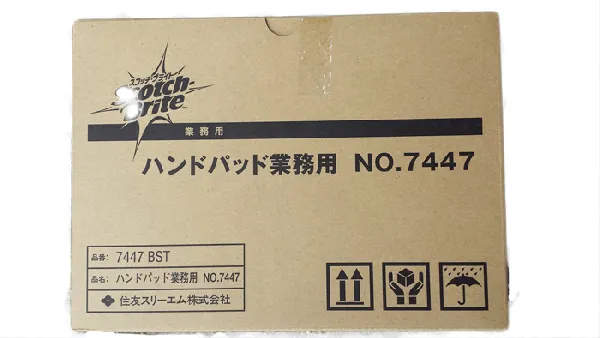 スコッチ・ブライト
Scotch-
Brite™
業務用
ハンドパッド業務用 NO.7447
品番: 7447 BST
品名: ハンドパッド業務用 NO.7447
住友スリーエム株式会社